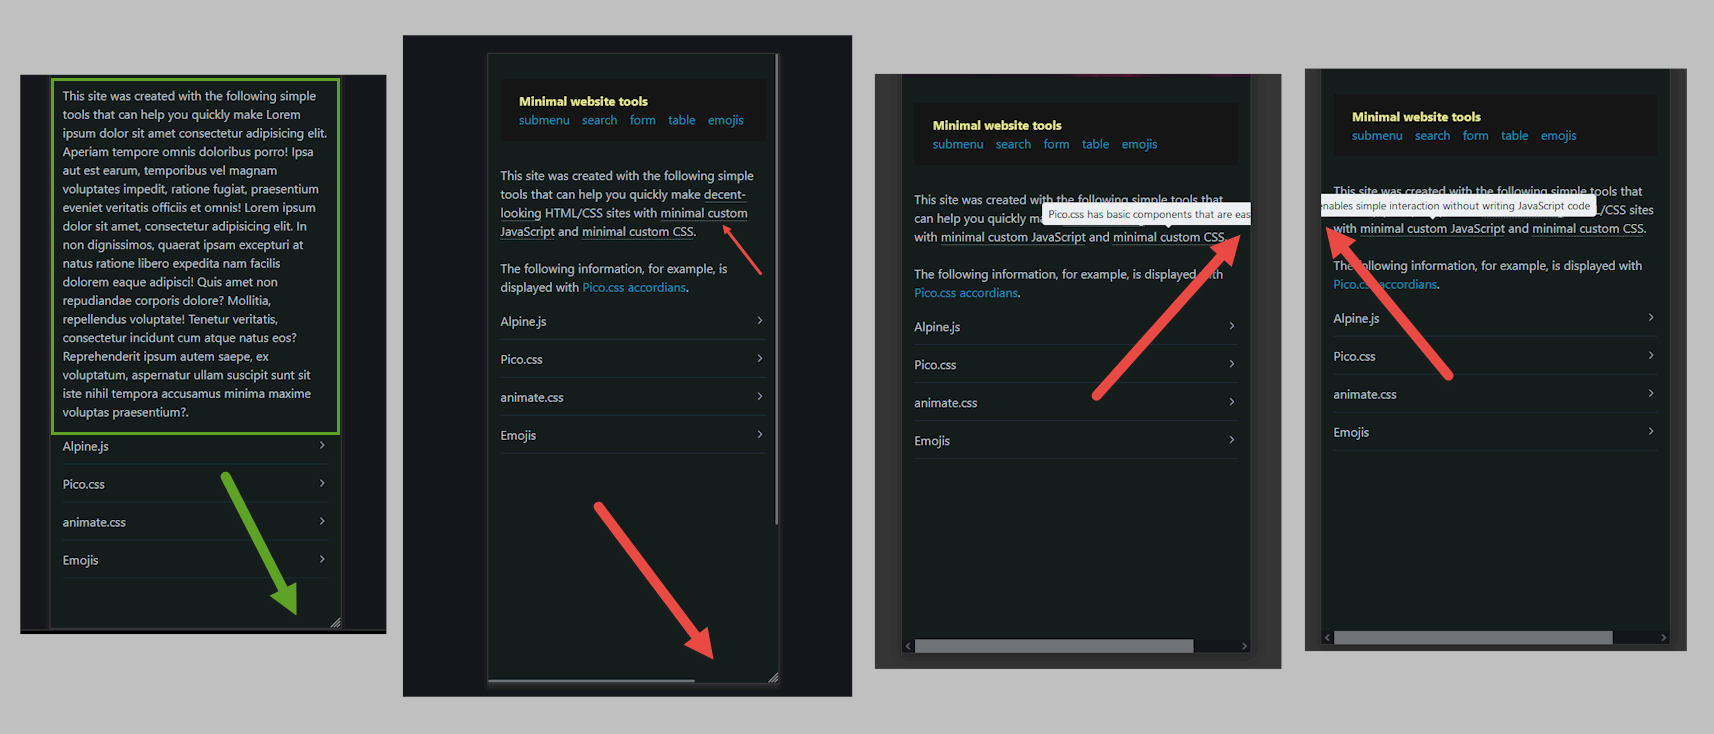 This site was created with the following simple
tools that can help you quickly make Lorem
ipsum dolor sit amet consectetur adipisicing elit.
Aperiam tempore omnis doloribus porro! Ipsa
aut est earum, temporibus vel magnam
voluptates impedit, ratione fugiat, praesentium
eveniet veritatis officiis et omnis! Lorem ipsum
dolor sit amet, consectetur adipisicing elit. In
non dignissimos, quaerat ipsam excepturi at
natus ratione libero expedita nam facilis
dolorem eaque adipisci! Quis amet non
repudiandae corporis dolore? Mollitia,
repellendus voluptate! Tenetur veritatis,
consectetur incidunt cum atque natus eos?
Reprehenderit ipsum autem saepe, ex
voluptatum, aspernatur ullam suscipit sunt sit
iste nihil tempora accusamus minima maxime
voluptas praesentium?.
Alpine.js
Pico.css
animate.css
Emojis
Minimal website tools
submenu search form table emojis
This site was created with the following simple
tools that can help you quickly make decent-
looking HTML/CSS sites with minimal custom
JavaScript and minimal custom CSS.
The following information, for example, is
displayed with Pico.css accordians.
Alpine.js
Pico.css
animate.css
Emojis
Minimal website tools
submenu search form table emojis
This site was created with the following simple tools that
can help you quickly ma
Pico.css has basic components that are eas
with minimal custom JavaScript and minimal custom CSS.
The following information, for example, is displayed with
Pico.css accordians.
Alpine.js
Pico.css
animate.css
Emojis
Minimal website tools
submenu search form table emojis
This site was created with the following simple tools that
enables simple interaction without writing JavaScript code
L/CSS sites
with minimal custom JavaScript and minimal custom CSS.
The following information, for example, is displayed with
Pico.css accordians.
Alpine.js
Pico.css
animate.css
Emojis